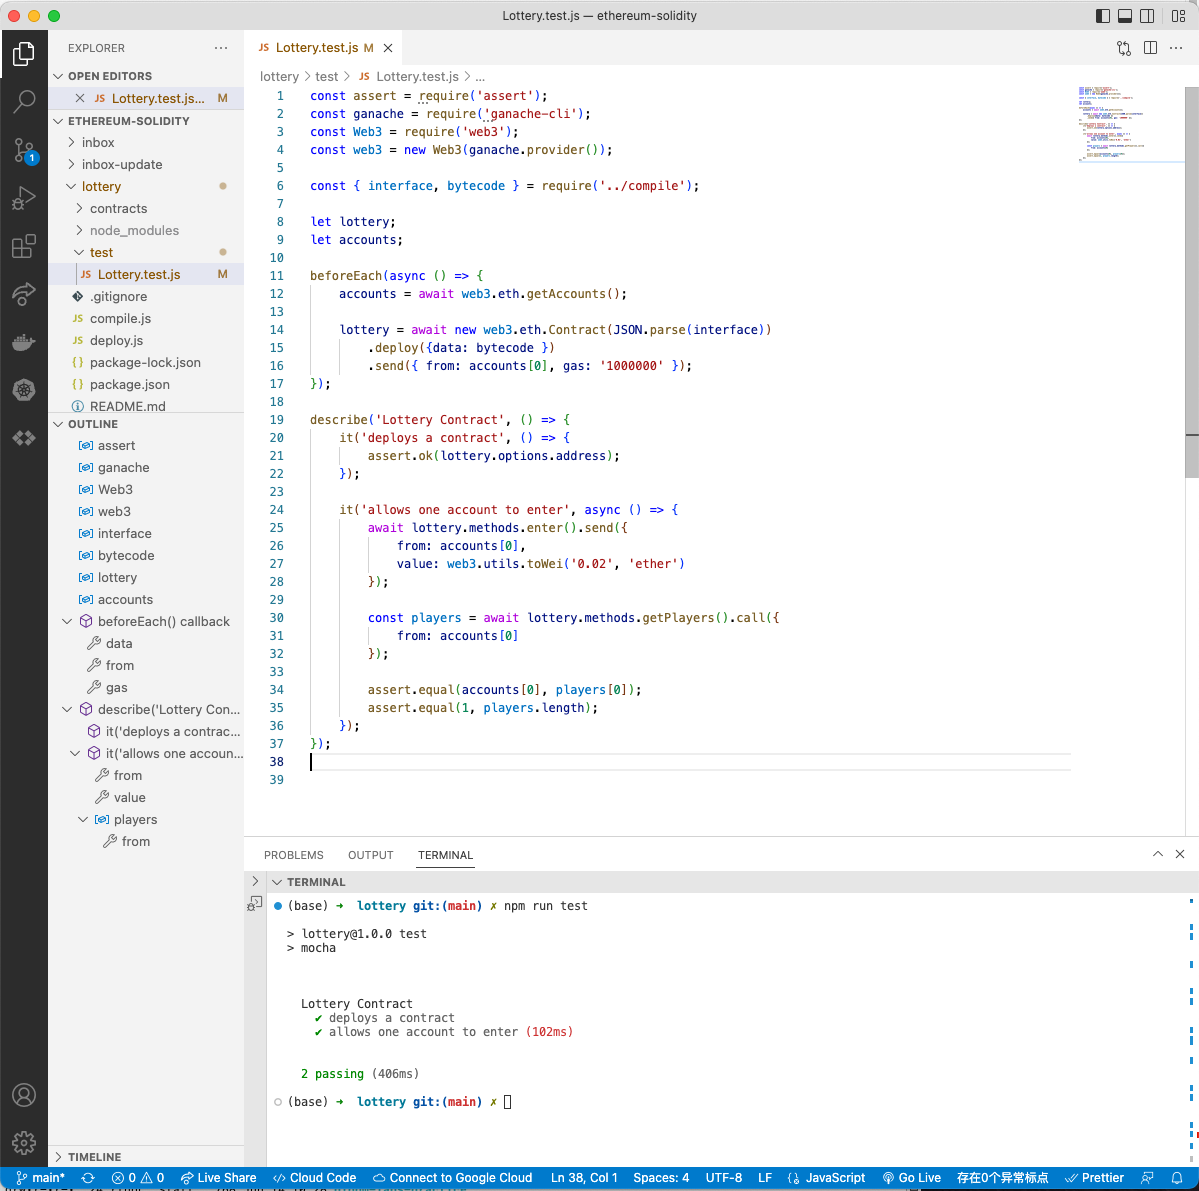 Lottery.test.js — ethereum-solidity
EXPLORER
OPEN EDITORS
JS Lottery.test.js... M
ETHEREUM-SOLIDITY
inbox
inbox-update
lottery
contracts
node_modules
test
JS Lottery.test.js M
.gitignore
JS compile.js
JS deploy.js
{} package-lock.json
{} package.json
README.md
OUTLINE
assert
ganache
Web3
web3
interface
bytecode
lottery
accounts
beforeEach() callback
data
from
gas
describe('Lottery Con...
it('deploys a contrac...
it('allows one accoun...
from
value
players
from
TIMELINE
1
JS Lottery.test.js M
lottery > test > JS Lottery.test.js > ...
1 const assert = require('assert');
2 const ganache = require('ganache-cli');
3 const Web3 = require('web3');
4 const web3 = new Web3(ganache.provider());
5
6 const { interface, bytecode } = require('../compile');
7
8 let lottery;
9 let accounts;
10
11 beforeEach(async () => {
12 accounts = await web3.eth.getAccounts();
13
14 lottery = await new web3.eth.Contract(JSON.parse(interface))
15 .deploy({data: bytecode })
16 .send({ from: accounts[0], gas: '1000000' });
17 });
18
19 describe('Lottery Contract', () => {
20 it('deploys a contract', () => {
21 assert.ok(lottery.options.address);
22 });
23
24 it('allows one account to enter', async () => {
25 await lottery.methods.enter().send({
26 from: accounts[0],
27 value: web3.utils.toWei('0.02', 'ether')
28 });
29
30 const players = await lottery.methods.getPlayers().call({
31 from: accounts[0]
32 });
33
34 assert.equal(accounts[0], players[0]);
35 assert.equal(1, players.length);
36 });
37 });
38
39
PROBLEMS OUTPUT TERMINAL
TERMINAL
(base) ➜ lottery git:(main) ✗ npm run test
> lottery@1.0.0 test
> mocha
Lottery Contract
✔ deploys a contract
✔ allows one account to enter (102ms)
2 passing (406ms)
(base) ➜ lottery git:(main) ✗
main* 0 0 Live Share Cloud Code Connect to Google Cloud Ln 38, Col 1 Spaces: 4 UTF-8 LF {} JavaScript Go Live 存在0个异常标点 Prettier